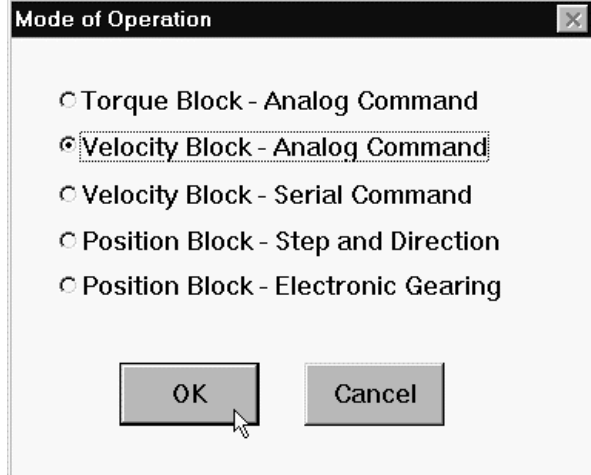 Mode of Operation
Torque Block - Analog Command
Velocity Block - Analog Command
Velocity Block - Serial Command
Position Block - Step and Direction
Position Block - Electronic Gearing
OK Cancel